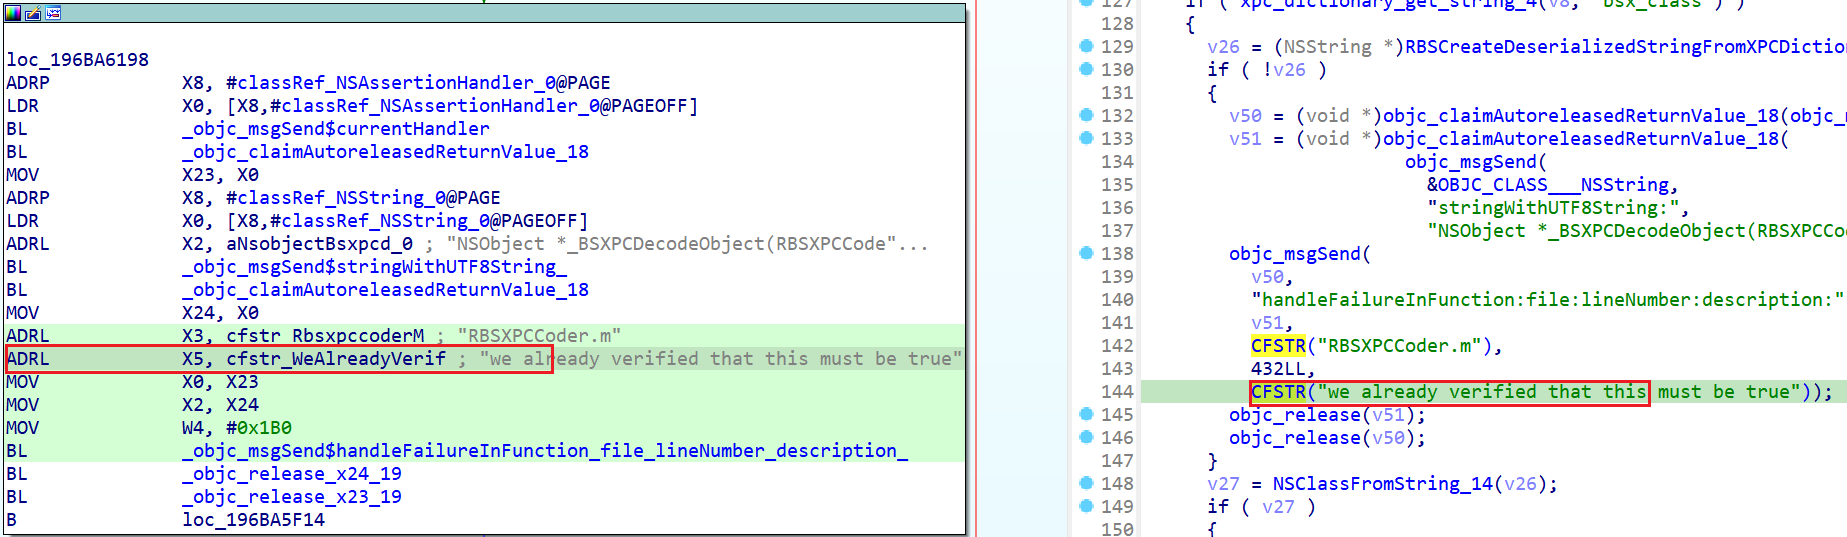 loc_196BA6198
ADRP X8, #classRef_NSAssertionHandler_0@PAGE
LDR X0, [X8,#classRef_NSAssertionHandler_0@PAGEOFF]
BL _objc_msgSend$currentHandler
BL _objc_claimAutoreleasedReturnValue_18
MOV X23, X0
ADRP X8, #classRef_NSString_0@PAGE
LDR X0, [X8,#classRef_NSString_0@PAGEOFF]
ADRL X2, aNsobjectBsxpcd_0 ; "NSObject *_BSXPCDecodeObject(RBSXPCCode"...
BL _objc_msgSend$stringWithUTF8String_
BL _objc_claimAutoreleasedReturnValue_18
MOV X24, X0
ADRL X3, cfstr_RbsxpccoderM ; "RBSXPCCoder.m"
ADRL X5, cfstr_WeAlreadyVerif ; "we already verified that this must be true"
MOV X0, X23
MOV X2, X24
MOV W4, #0x1B0
BL _objc_msgSend$handleFailureInFunction_file_lineNumber_description_
BL _objc_release_x24_19
BL _objc_release_x23_19
B loc_196BA5F14
127 if ( xpc_dictionary_get_string_4(v8, "bsx_class") )
128 {
129 v26 = (NSString *)RBSCreateDeserializedStringFromXPCDiction
130 if ( !v26 )
131 {
132 v50 = (void *)objc_claimAutoreleasedReturnValue_18(objc_m
133 v51 = (void *)objc_claimAutoreleasedReturnValue_18(
134 objc_msgSend(
135 &OBJC_CLASS___NSString,
136 "stringWithUTF8String:",
137 "NSObject *_BSXPCDecodeObject(RBSXPCCo
138 objc_msgSend(
139 v50,
140 "handleFailureInFunction:file:lineNumber:description:"
141 v51,
142 CFSTR("RBSXPCCoder.m"),
143 432LL,
144 CFSTR("we already verified that this must be true"));
145 objc_release(v51);
146 objc_release(v50);
147 }
148 v27 = NSClassFromString_14(v26);
149 if ( v27 )
150 {